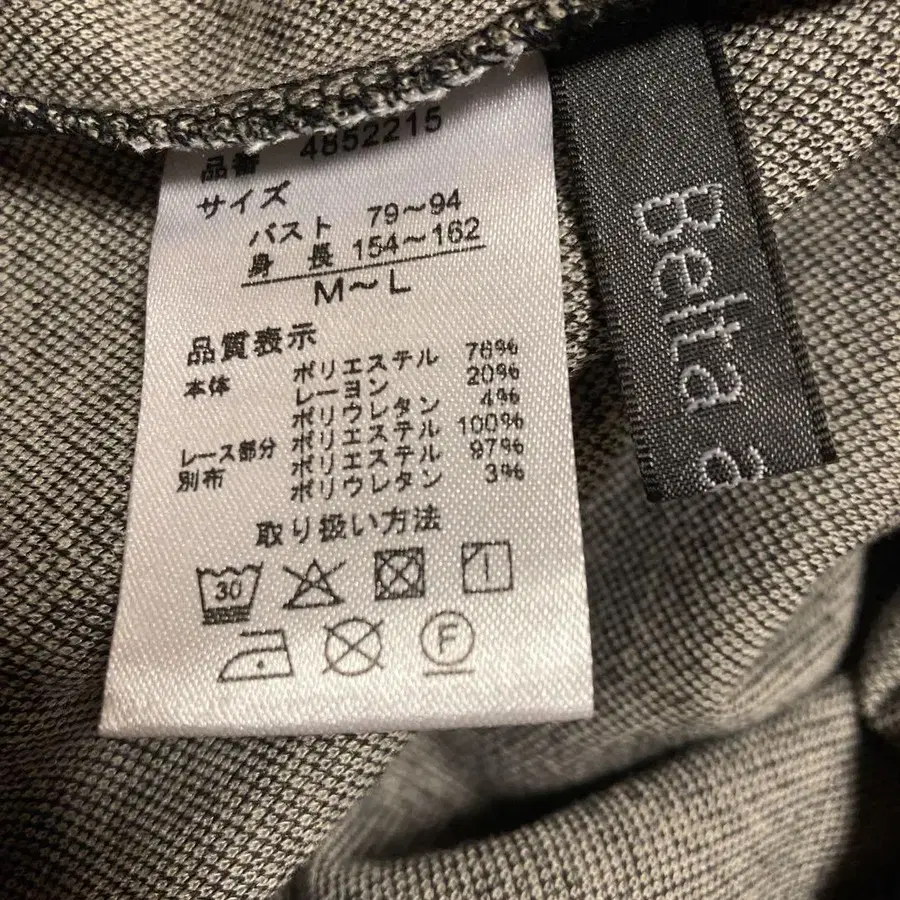 品番 4852215
サイズ
バスト 79～94
身長 154～162
M～L
品質表示
本体 ポリエステル 76%
レーヨン 20%
ポリウレタン 4%
レース部分 ポリエステル 100%
別布 ポリエステル 97%
ポリウレタン 3%
取り扱い方法
30
F
Belta a